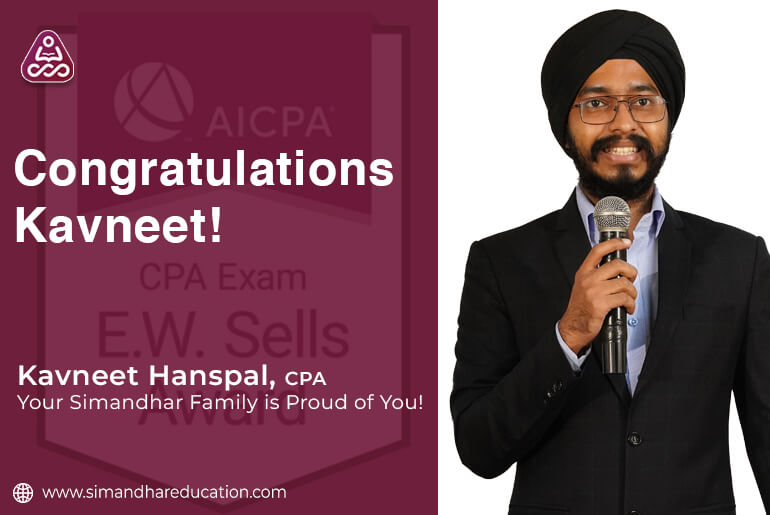 AICPA
Congratulations
Kavneet!
CPA Exam
E.W. Sells
Award
Kavneet Hanspal, CPA
Your Simandhar Family is Proud of You!
www.simandhareducation.com